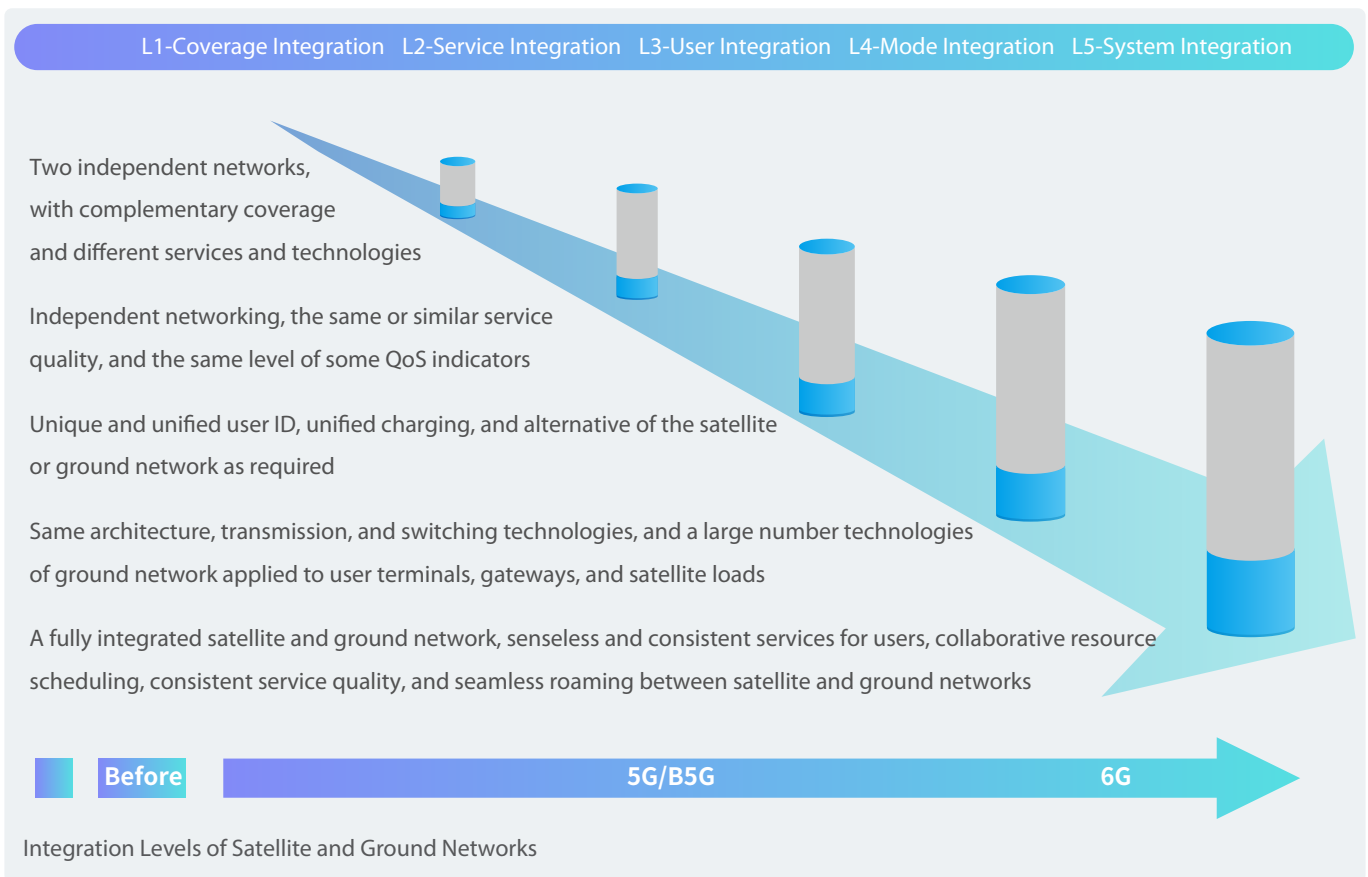 L1-Coverage Integration L2-Service Integration L3-User Integration L4-Mode Integration L5-System Integration
Two independent networks,
with complementary coverage
and different services and technologies
Independent networking, the same or similar service
quality, and the same level of some QoS indicators
Unique and unified user ID, unified charging, and alternative of the satellite
or ground network as required
Same architecture, transmission, and switching technologies, and a large number technologies
of ground network applied to user terminals, gateways, and satellite loads
A fully integrated satellite and ground network, senseless and consistent services for users, collaborative resource
scheduling, consistent service quality, and seamless roaming between satellite and ground networks
Before 5G/B5G 6G
Integration Levels of Satellite and Ground Networks